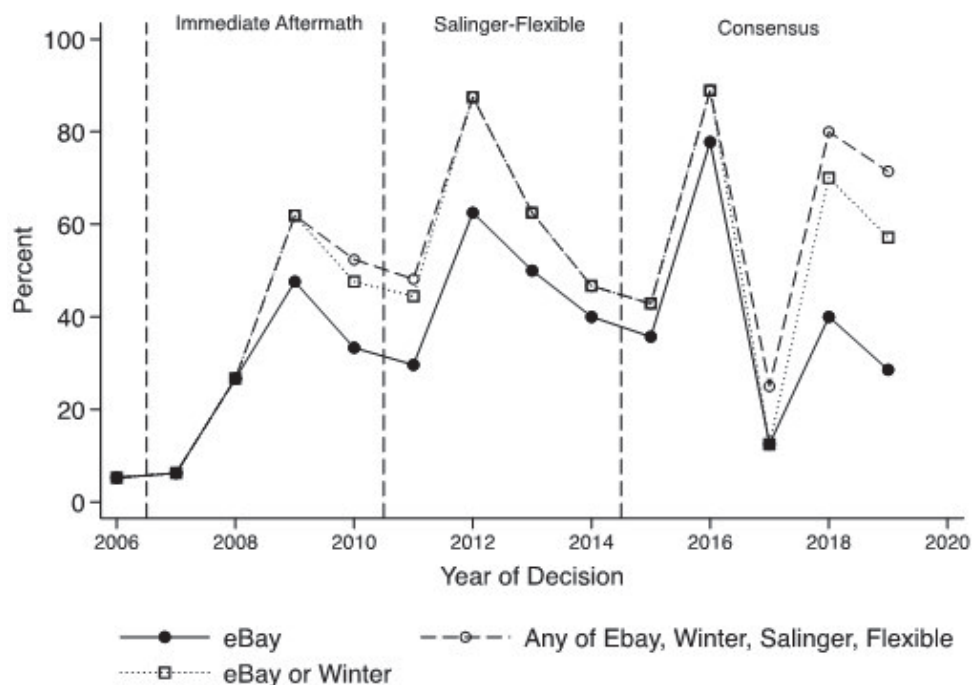 Immediate Aftermath Salinger-Flexible Consensus
100
80
60
40
20
0
Percent
2006 2008 2010 2012 2014 2016 2018 2020
Year of Decision
eBay Any of Ebay, Winter, Salinger, Flexible
eBay or Winter